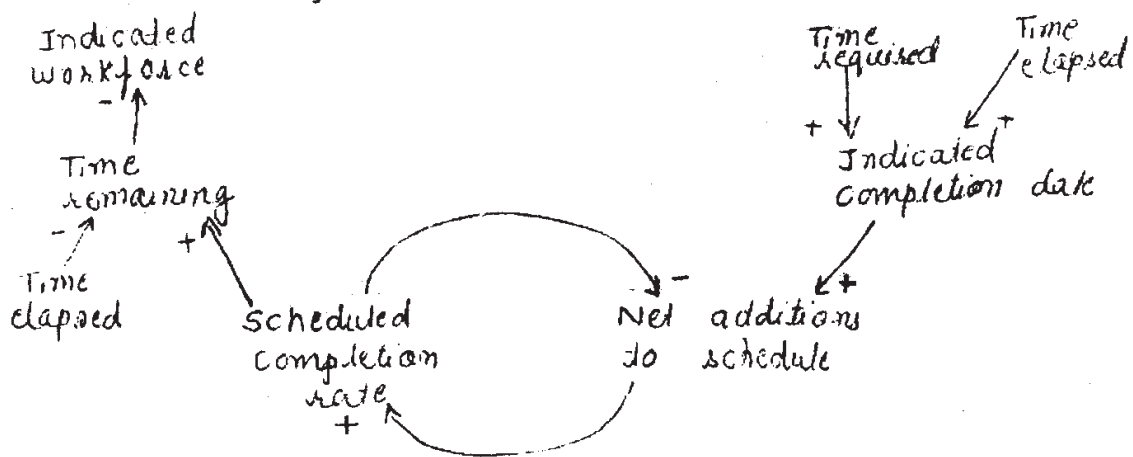 Indicated
workforce
-
Time
remaining
-
+
Time
elapsed
Time
required
Time
elapsed
+
+
Indicated
completion date
Scheduled
completion
rate
+
-
+
Net additions
to schedule